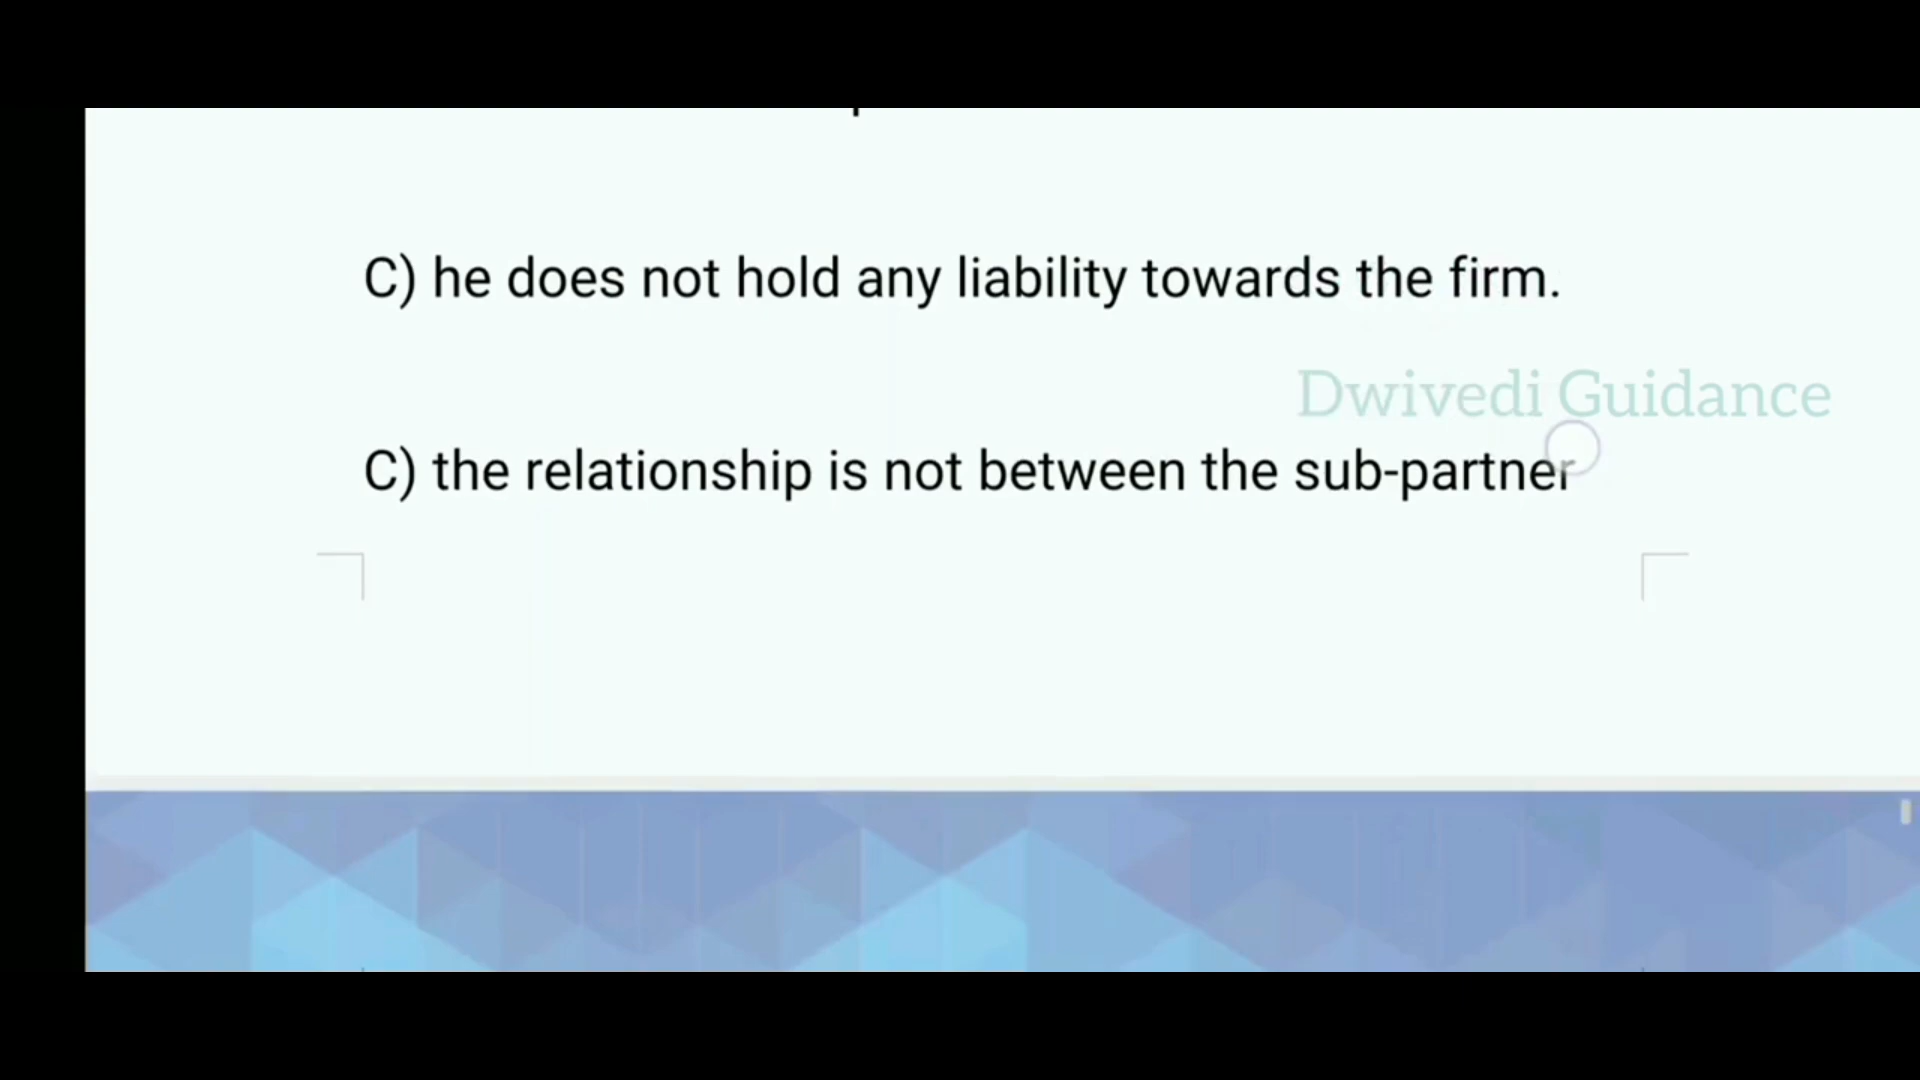 C) he does not hold any liability towards the firm.
Dwivedi Guidance
C) the relationship is not between the sub-partner